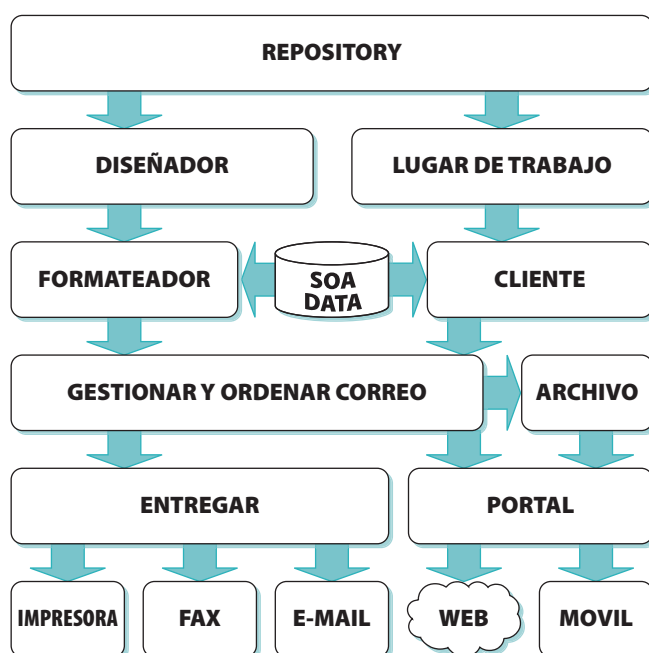 REPOSITORY
DISEÑADOR
LUGAR DE TRABAJO
FORMATEADOR
SOA
DATA
CLIENTE
GESTIONAR Y ORDENAR CORREO
ARCHIVO
ENTREGAR
PORTAL
IMPRESORA
FAX
E-MAIL
WEB
MOVIL